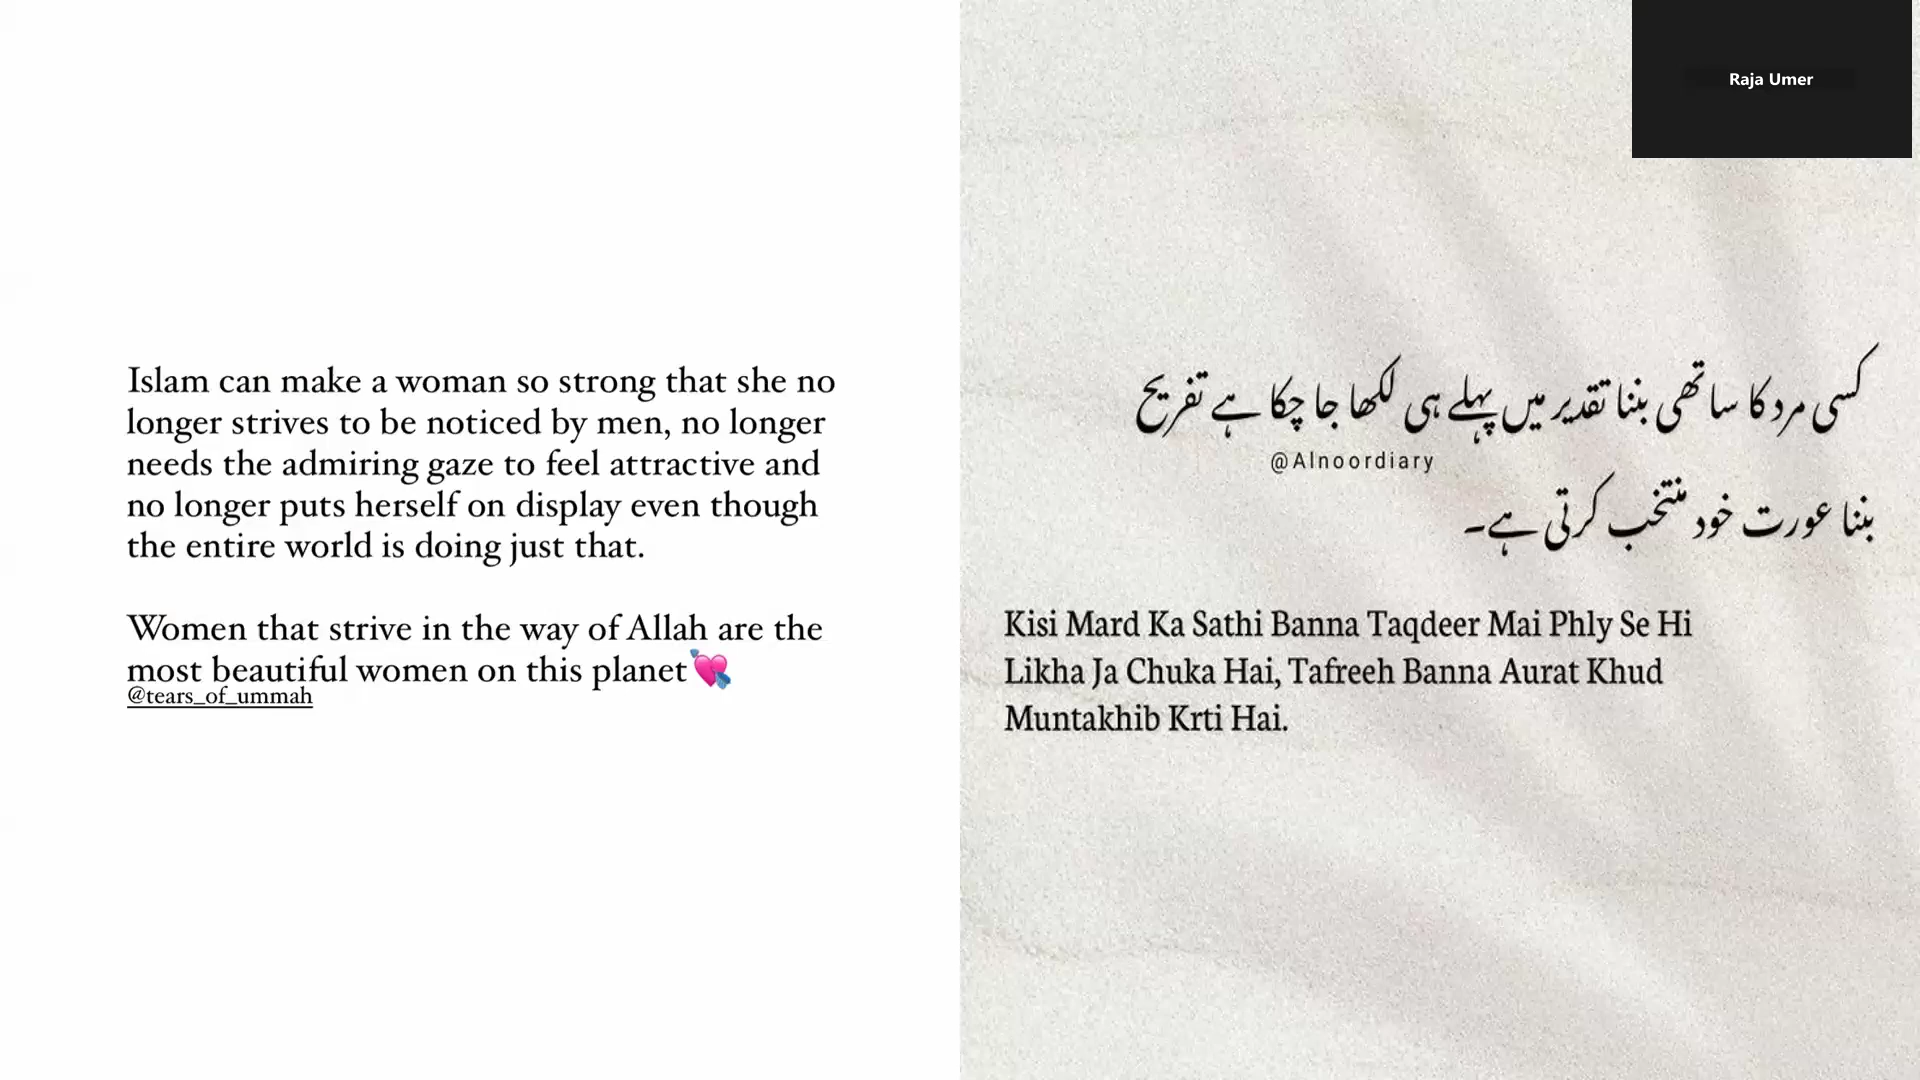 Raja Umer
Islam can make a woman so strong that she no
longer strives to be noticed by men, no longer
needs the admiring gaze to feel attractive and
no longer puts herself on display even though
the entire world is doing just that.
Women that strive in the way of Allah are the
most beautiful women on this planet💘
@tears_of_ummah
کسی مرد کا ساتھی بننا تقدیر میں پہلے ہی لکھا جا چکا ہے تفریح
@Alnoordiary
بننا عورت خود منتخب کرتی ہے۔
Kisi Mard Ka Sathi Banna Taqdeer Mai Phly Se Hi
Likha Ja Chuka Hai, Tafreeh Banna Aurat Khud
Muntakhib Krti Hai.